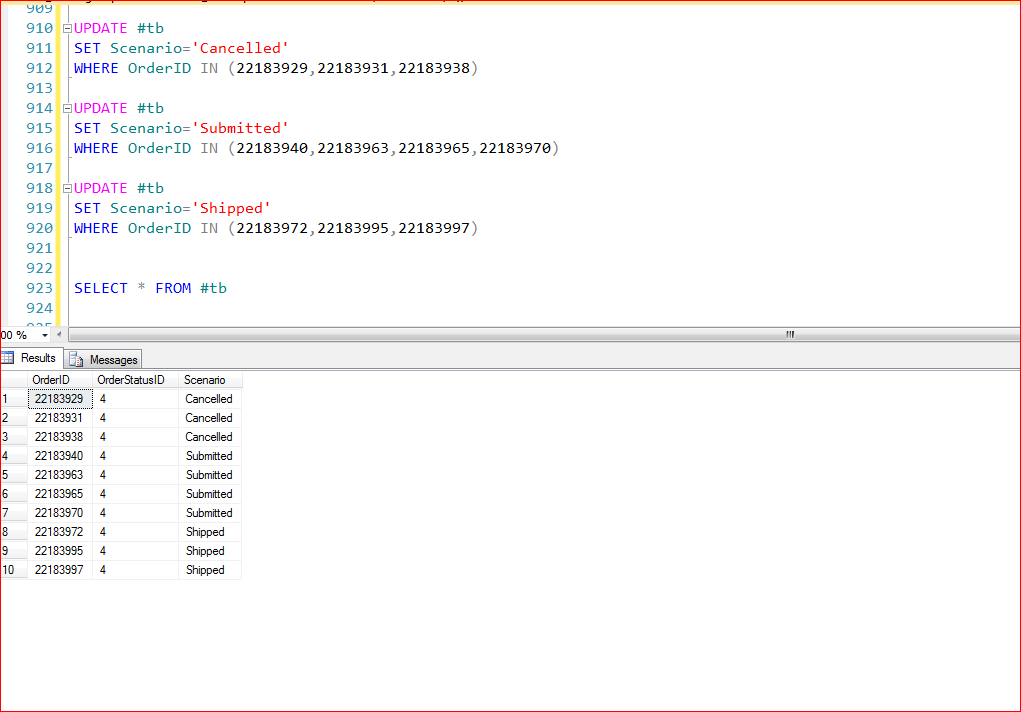 909
910 UPDATE #tb
911 SET Scenario='Cancelled'
912 WHERE OrderID IN (22183929,22183931,22183938)
913
914 UPDATE #tb
915 SET Scenario='Submitted'
916 WHERE OrderID IN (22183940,22183963,22183965,22183970)
917
918 UPDATE #tb
919 SET Scenario='Shipped'
920 WHERE OrderID IN (22183972,22183995,22183997)
921
922
923 SELECT * FROM #tb
924
925
00 %
Results Messages
OrderID OrderStatusID Scenario
1 22183929 4 Cancelled
2 22183931 4 Cancelled
3 22183938 4 Cancelled
4 22183940 4 Submitted
5 22183963 4 Submitted
6 22183965 4 Submitted
7 22183970 4 Submitted
8 22183972 4 Shipped
9 22183995 4 Shipped
10 22183997 4 Shipped